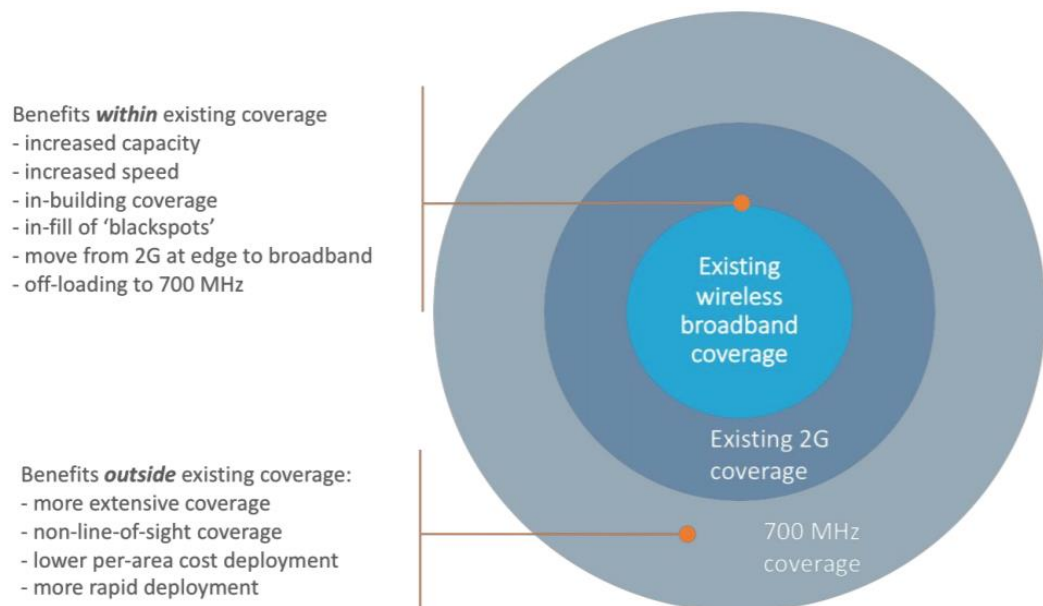 Benefits within existing coverage
- increased capacity
- increased speed
- in-building coverage
- in-fill of ‘blackspots’
- move from 2G at edge to broadband
- off-loading to 700 MHz
Existing
wireless
broadband
coverage
Existing 2G
coverage
Benefits outside existing coverage:
- more extensive coverage
- non-line-of-sight coverage
- lower per-area cost deployment
- more rapid deployment
700 MHz
coverage